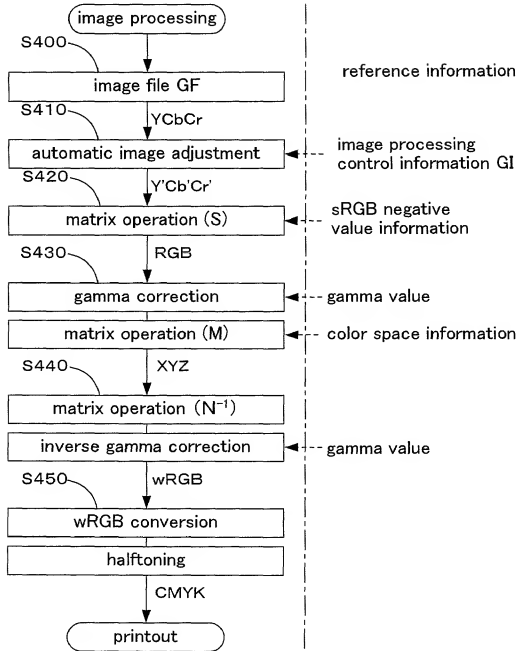 image processing
S400
reference information
image file GF
S410
YCbCr
automatic image adjustment
image processing
control information GI
S420
Y'Cb'Cr'
matrix operation (S)
sRGB negative
value information
S430
RGB
gamma correction
gamma value
matrix operation (M)
color space information
S440
XYZ
matrix operation (N⁻¹)
inverse gamma correction
gamma value
S450
wRGB
wRGB conversion
halftoning
CMYK
printout